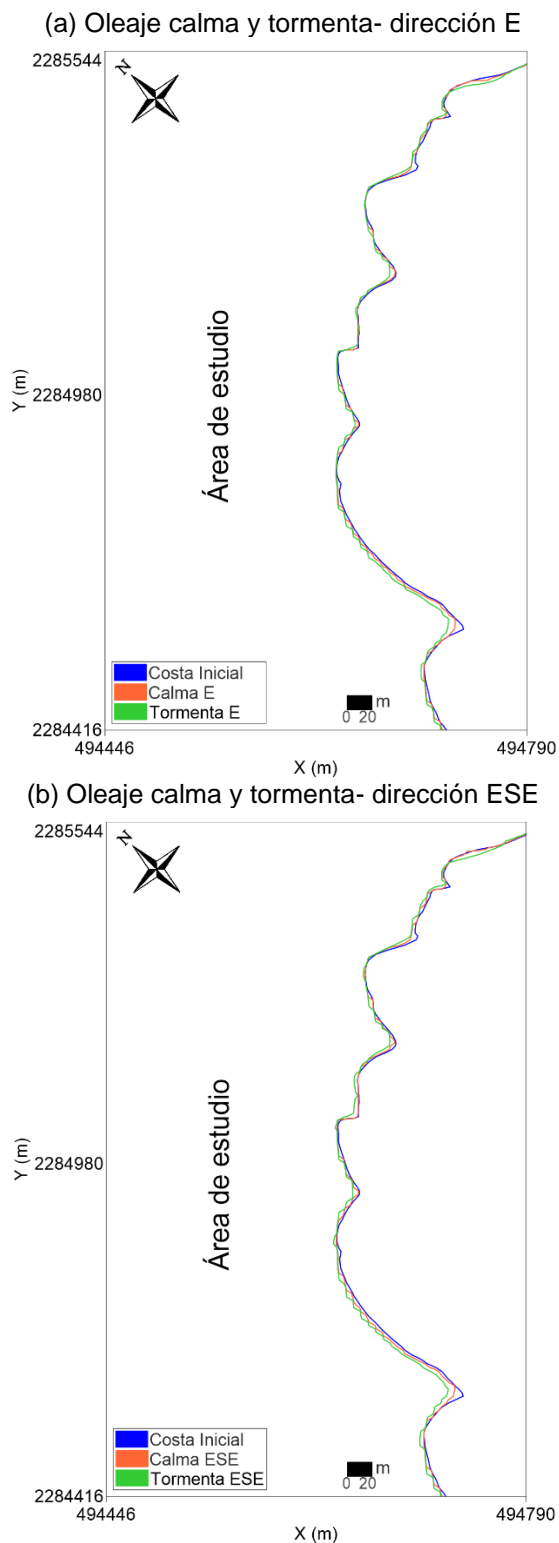 (a) Oleaje calma y tormenta- dirección E
2285544
N
Área de estudio
Y (m)
2284980
Costa Inicial
Calma E
Tormenta E
m
0 20
2284416
494446
494790
X (m)
(b) Oleaje calma y tormenta- dirección ESE
2285544
N
Área de estudio
Y (m)
2284980
Costa Inicial
Calma ESE
Tormenta ESE
m
0 20
2284416
494446
494790
X (m)